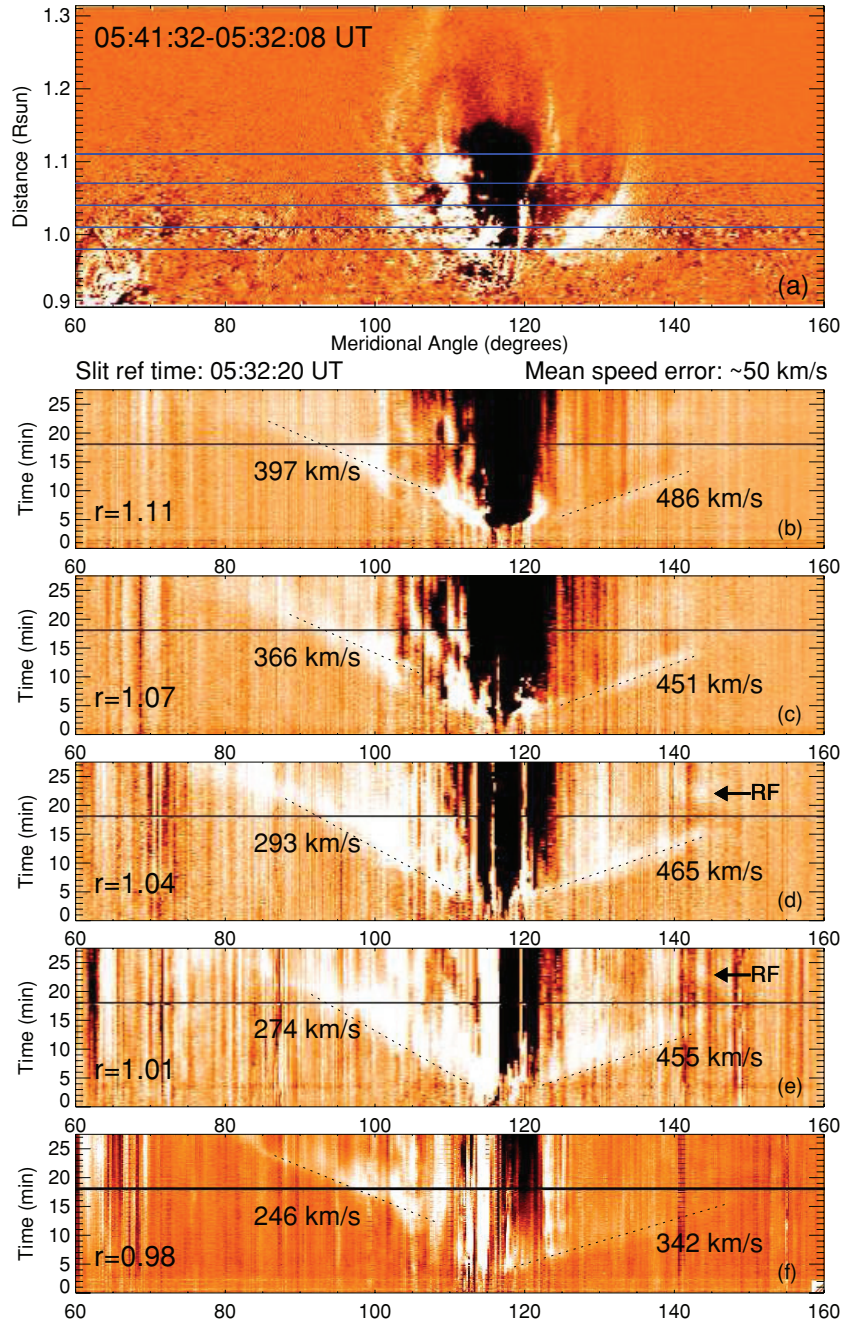 05:41:32-05:32:08 UT
1.3
1.2
1.1
1.0
0.9
Distance (Rsun)
(a)
60 80 100 120 140 160
Meridional Angle (degrees)
Slit ref time: 05:32:20 UT Mean speed error: ~50 km/s
25
20
15
10
5
0
Time (min)
397 km/s
486 km/s
r=1.11
(b)
60 80 100 120 140 160
25
20
15
10
5
0
Time (min)
366 km/s
451 km/s
r=1.07
(c)
60 80 100 120 140 160
25
20
15
10
5
0
Time (min)
RF
293 km/s
465 km/s
r=1.04
(d)
60 80 100 120 140 160
25
20
15
10
5
0
Time (min)
RF
274 km/s
455 km/s
r=1.01
(e)
60 80 100 120 140 160
25
20
15
10
5
0
Time (min)
246 km/s
342 km/s
r=0.98
(f)
60 80 100 120 140 160